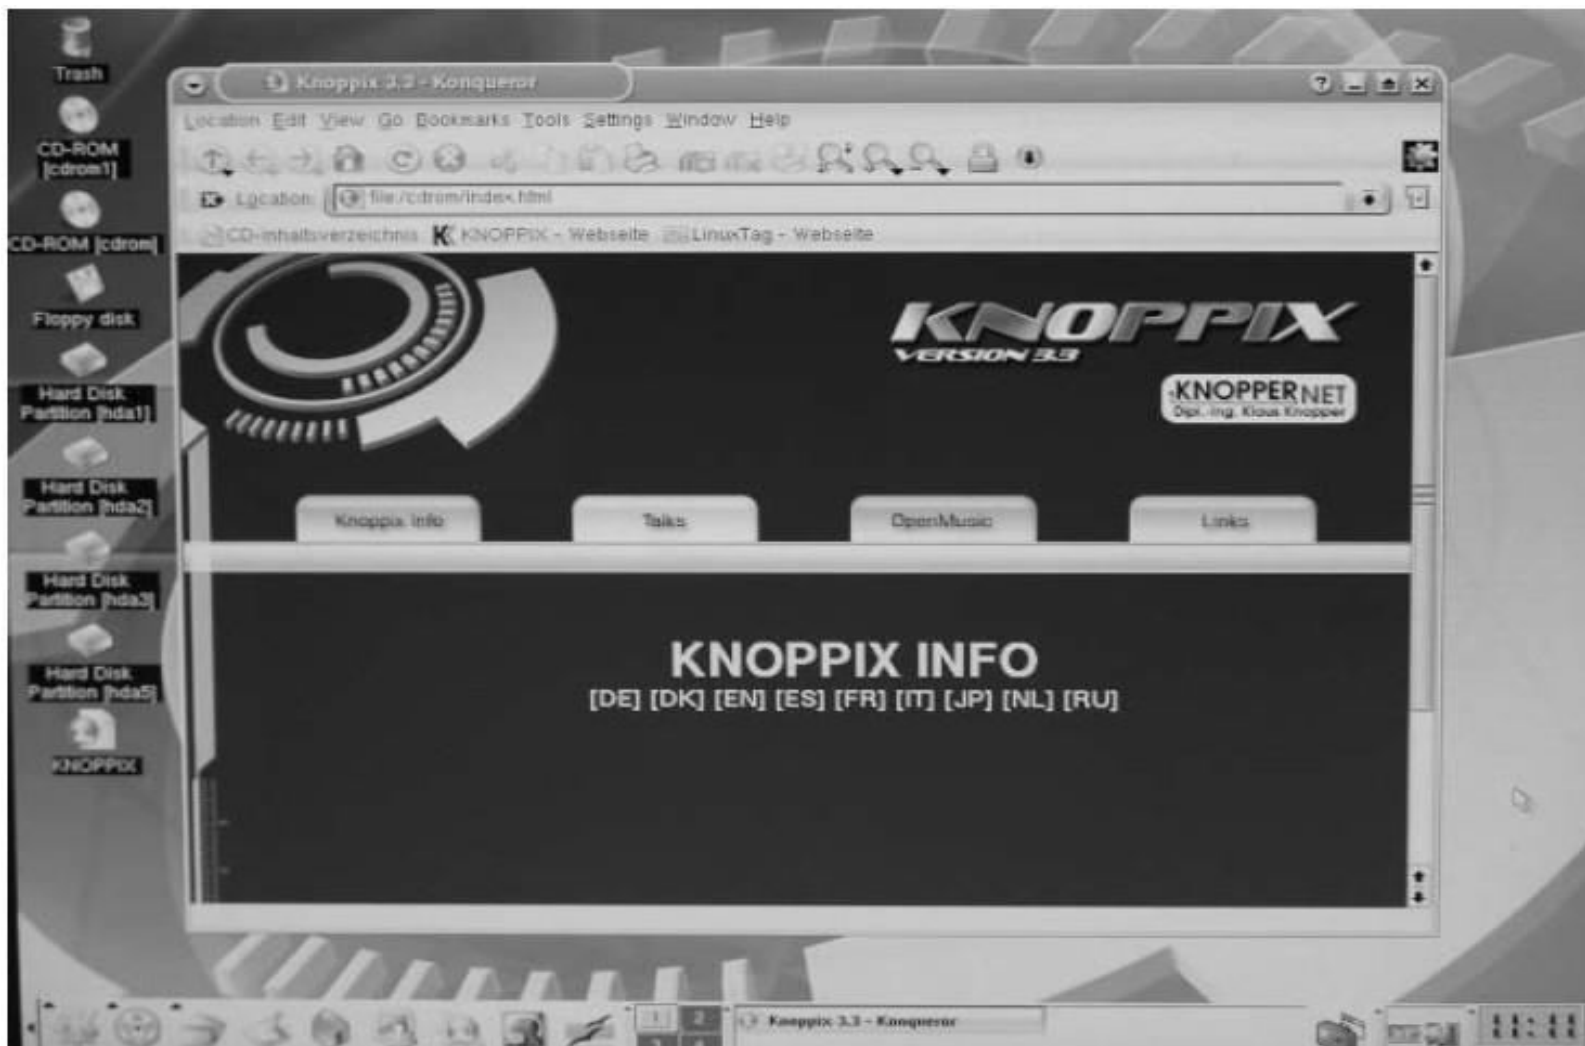 Trash
CD-ROM
[cdrom1]
CD-ROM [cdrom]
Floppy disk
Hard Disk
Partition [hda1]
Hard Disk
Partition [hda2]
Hard Disk
Partition [hda3]
Hard Disk
Partition [hda5]
KNOPPIX
Knoppix 3.3 - Konqueror
Location Edit View Go Bookmarks Tools Settings Window Help
Location: file:/cdrom/index.html
CD-Inhaltsverzeichnis KNOPPIX - Webseite LinuxTag - Webseite
KNOPPIX
VERSION 3.3
KNOPPER.NET
Dipl.-Ing. Klaus Knopper
Knoppix Info Talks OpenMusic Links
KNOPPIX INFO
[DE] [DK] [EN] [ES] [FR] [IT] [JP] [NL] [RU]
1 2
3 4
Knoppix 3.3 - Konqueror